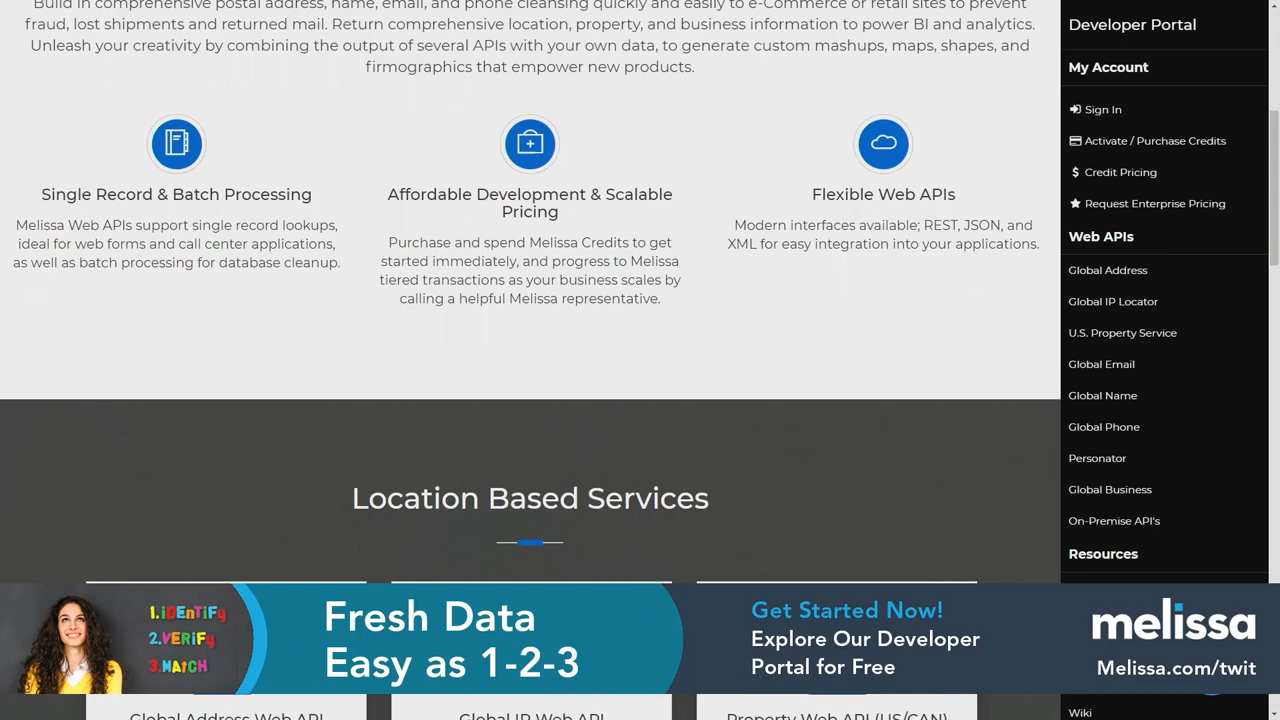 Build in comprehensive postal address, name, email, and phone cleansing quickly and easily to e-Commerce or retail sites to prevent
fraud, lost shipments and returned mail. Return comprehensive location, property, and business information to power BI and analytics.
Unleash your creativity by combining the output of several APIs with your own data, to generate custom mashups, maps, shapes, and
firmographics that empower new products.
Single Record & Batch Processing
Melissa Web APIs support single record lookups,
ideal for web forms and call center applications,
as well as batch processing for database cleanup.
Affordable Development & Scalable
Pricing
Purchase and spend Melissa Credits to get
started immediately, and progress to Melissa
tiered transactions as your business scales by
calling a helpful Melissa representative.
Flexible Web APIs
Modern interfaces available; REST, JSON, and
XML for easy integration into your applications.
Location Based Services
Developer Portal
My Account
Sign In
Activate / Purchase Credits
Credit Pricing
Request Enterprise Pricing
Web APIs
Global Address
Global IP Locator
U.S. Property Service
Global Email
Global Name
Global Phone
Personator
Global Business
On-Premise API's
Resources
1.iDEnTiFy
2.VERiFy
3.MAtCH
Fresh Data
Easy as 1-2-3
Get Started Now!
Explore Our Developer
Portal for Free
melissa
Melissa.com/twit
Global Address Web API
Global IP Web API
Property Web API (US/CAN)
Wiki